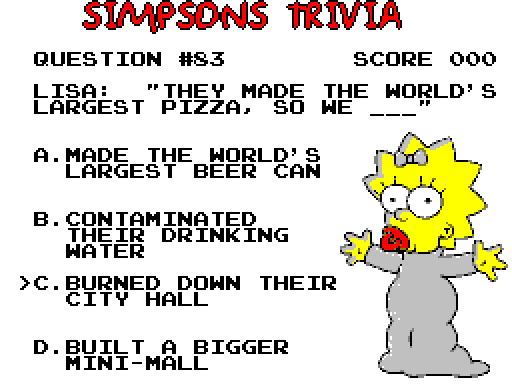 SIMPSONS TRIVIA
QUESTION #83 SCORE 000
LISA: "THEY MADE THE WORLD'S
LARGEST PIZZA, SO WE ___"
A.MADE THE WORLD'S
LARGEST BEER CAN
B.CONTAMINATED
THEIR DRINKING
WATER
>C.BURNED DOWN THEIR
CITY HALL
D.BUILT A BIGGER
MINI-MALL